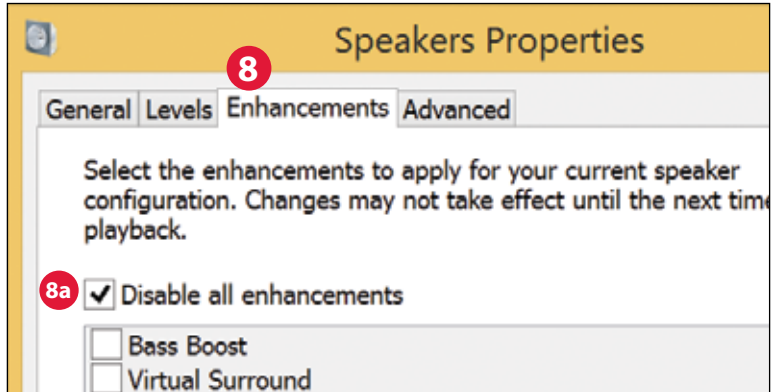 Speakers Properties
8
General Levels Enhancements Advanced
Select the enhancements to apply for your current speaker
configuration. Changes may not take effect until the next time
playback.
8a Disable all enhancements
Bass Boost
Virtual Surround